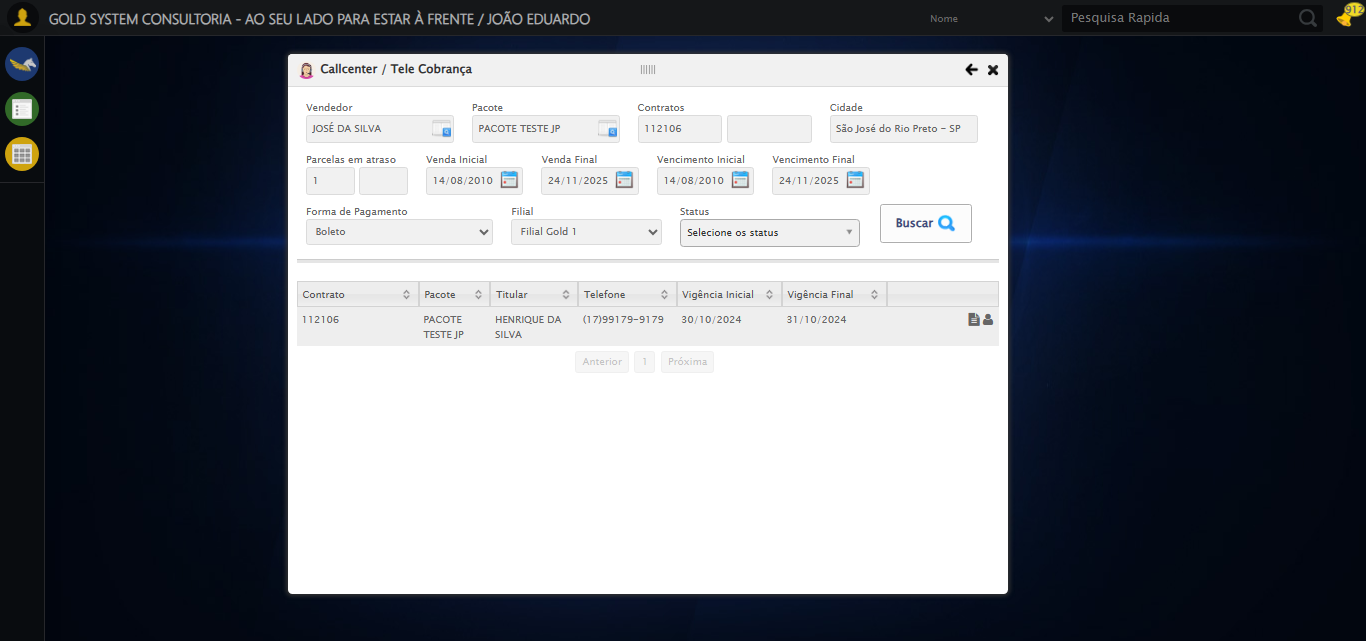 GOLD SYSTEM CONSULTORIA - AO SEU LADO PARA ESTAR À FRENTE / JOÃO EDUARDO
Nome
Pesquisa Rapida
912
Callcenter / Tele Cobrança
Vendedor Pacote Contratos Cidade
JOSÉ DA SILVA PACOTE TESTE JP 112106 São José do Rio Preto - SP
Parcelas em atraso Venda Inicial Venda Final Vencimento Inicial Vencimento Final
1 14/08/2010 24/11/2025 14/08/2010 24/11/2025
Forma de Pagamento Filial Status
Boleto Filial Gold 1 Selecione os status Buscar
Contrato Pacote Titular Telefone Vigência Inicial Vigência Final
112106 PACOTE TESTE JP HENRIQUE DA SILVA (17)99179-9179 30/10/2024 31/10/2024
Anterior 1 Próxima